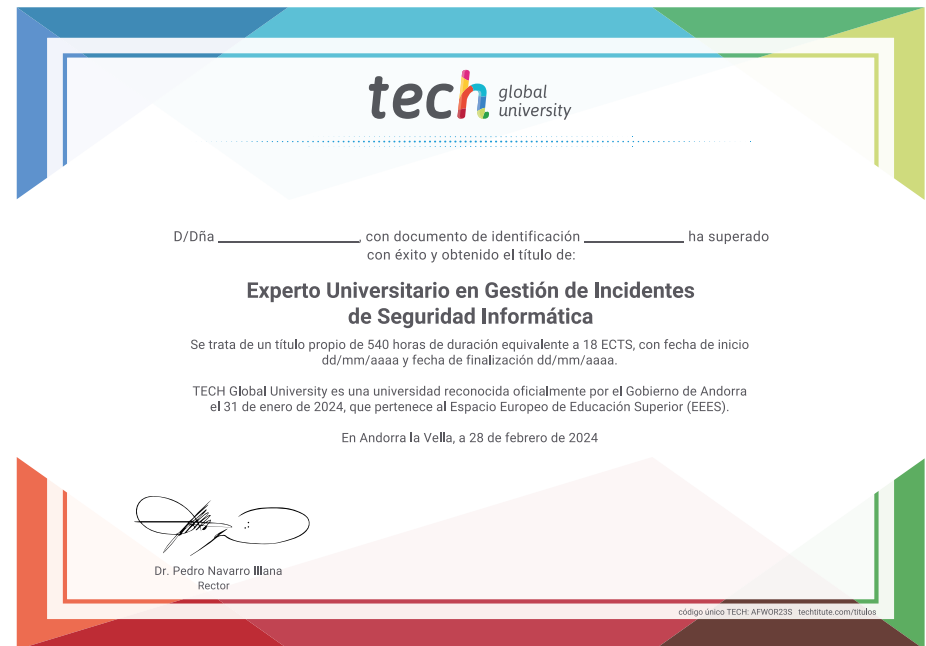 tech global university
D/Dña ____________________, con documento de identificación ______________ ha superado
con éxito y obtenido el título de:
Experto Universitario en Gestión de Incidentes
de Seguridad Informática
Se trata de un título propio de 540 horas de duración equivalente a 18 ECTS, con fecha de inicio
dd/mm/aaaa y fecha de finalización dd/mm/aaaa.
TECH Global University es una universidad reconocida oficialmente por el Gobierno de Andorra
el 31 de enero de 2024, que pertenece al Espacio Europeo de Educación Superior (EEES).
En Andorra la Vella, a 28 de febrero de 2024
Dr. Pedro Navarro Illana
Rector
código único TECH: AFWOR23S techtitute.com/titulos